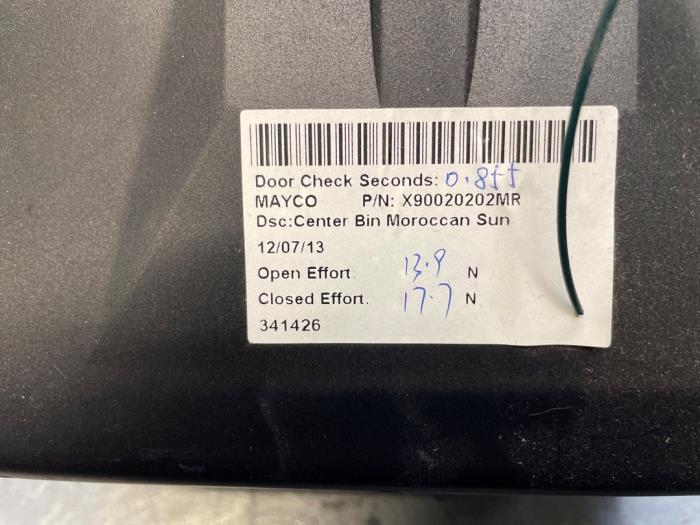 Door Check Seconds: 0.855
MAYCO P/N: X90020202MR
Dsc:Center Bin Moroccan Sun
12/07/13
Open Effort: 13.9 N
Closed Effort: 17.7 N
341426